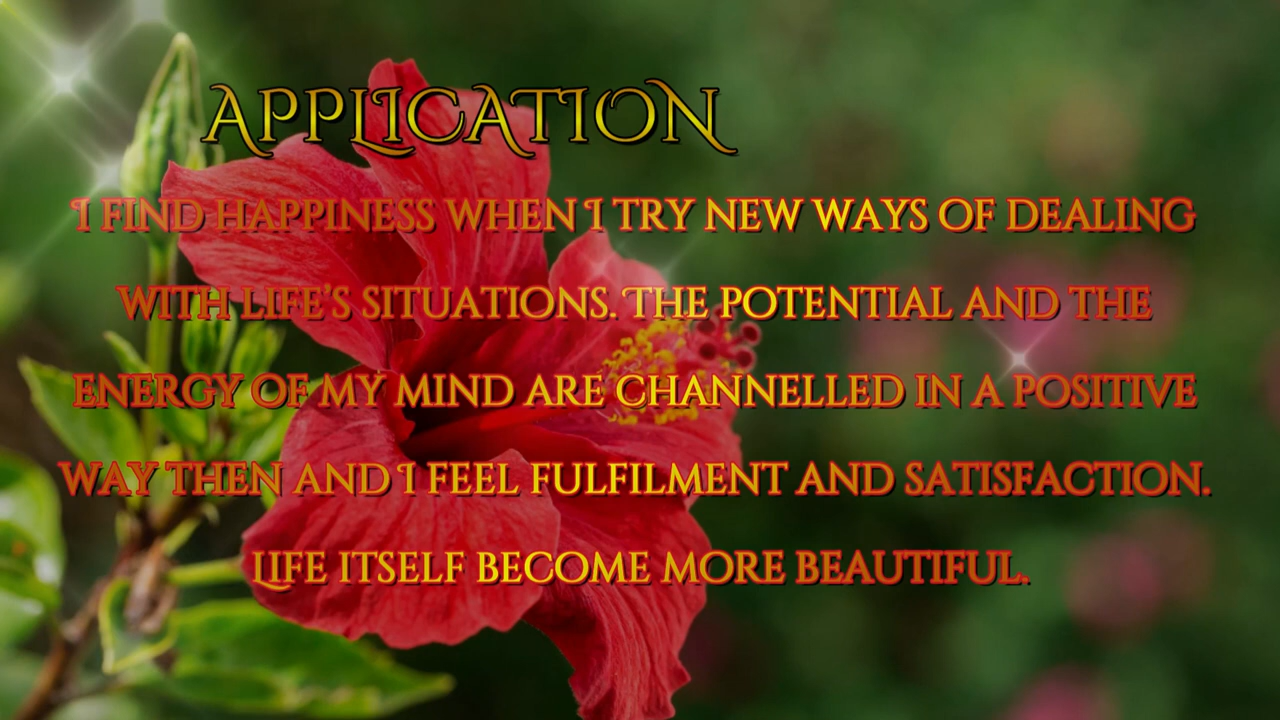 APPLICATION
I FIND HAPPINESS WHEN I TRY NEW WAYS OF DEALING
WITH LIFE'S SITUATIONS. THE POTENTIAL AND THE
ENERGY OF MY MIND ARE CHANNELLED IN A POSITIVE
WAY THEN AND I FEEL FULFILMENT AND SATISFACTION.
LIFE ITSELF BECOME MORE BEAUTIFUL.